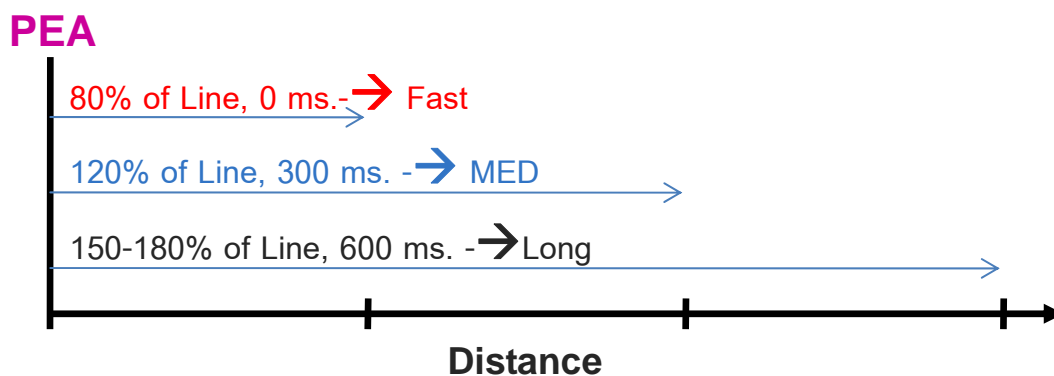 PEA
80% of Line, 0 ms.-→ Fast
120% of Line, 300 ms. -→ MED
150-180% of Line, 600 ms. -→Long
Distance